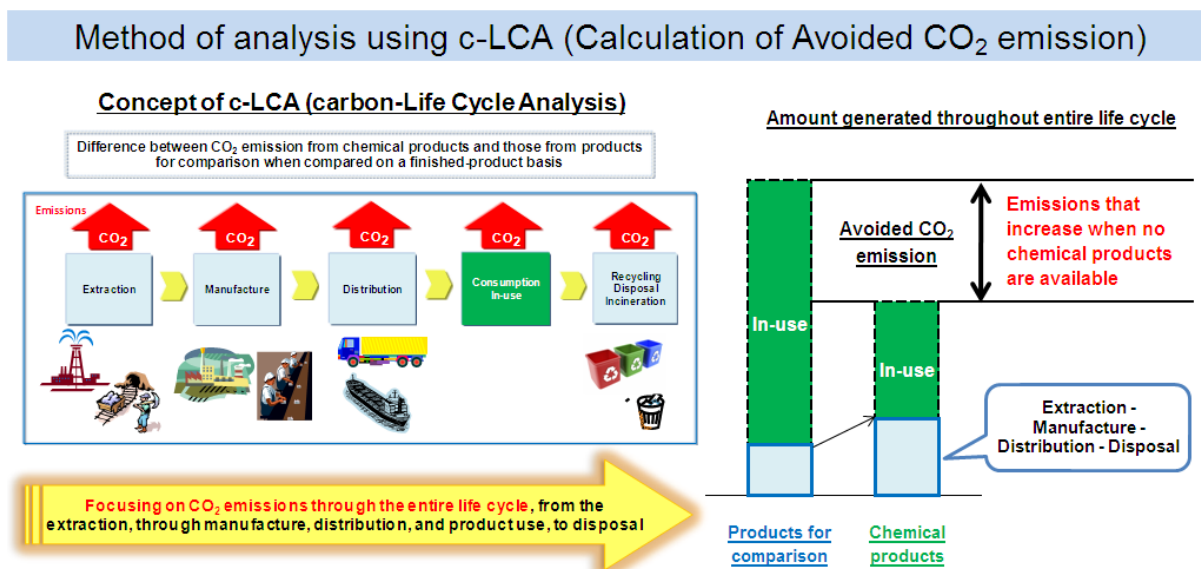 Method of analysis using c-LCA (Calculation of Avoided CO₂ emission)
Concept of c-LCA (carbon-Life Cycle Analysis)
Difference between CO₂ emission from chemical products and those from products
for comparison when compared on a finished-product basis
Emissions
CO₂ CO₂ CO₂ CO₂ CO₂
Extraction
Manufacture
Distribution
Consumption
In-use
Recycling
Disposal
Incineration
Focusing on CO₂ emissions through the entire life cycle, from the
extraction, through manufacture, distribution, and product use, to disposal
Amount generated throughout entire life cycle
Avoided CO₂
emission
Emissions that
increase when no
chemical products
are available
In-use
In-use
Extraction -
Manufacture -
Distribution - Disposal
Products for
comparison
Chemical
products